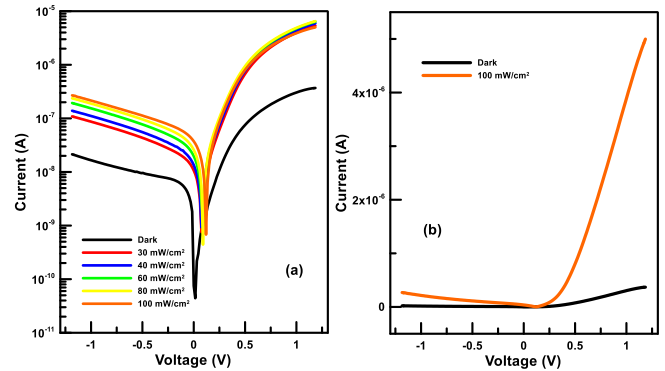 10⁻⁵
10⁻⁶
10⁻⁷
10⁻⁸
10⁻⁹
10⁻¹⁰
10⁻¹¹
Current (A)
Dark
30 mW/cm²
40 mW/cm²
60 mW/cm²
80 mW/cm²
100 mW/cm²
(a)
-1
-0.5
0
0.5
1
Voltage (V)
Dark
100 mW/cm²
4x10⁻⁶
2x10⁻⁶
0
Current (A)
(b)
-1
-0.5
0
0.5
1
Voltage (V)